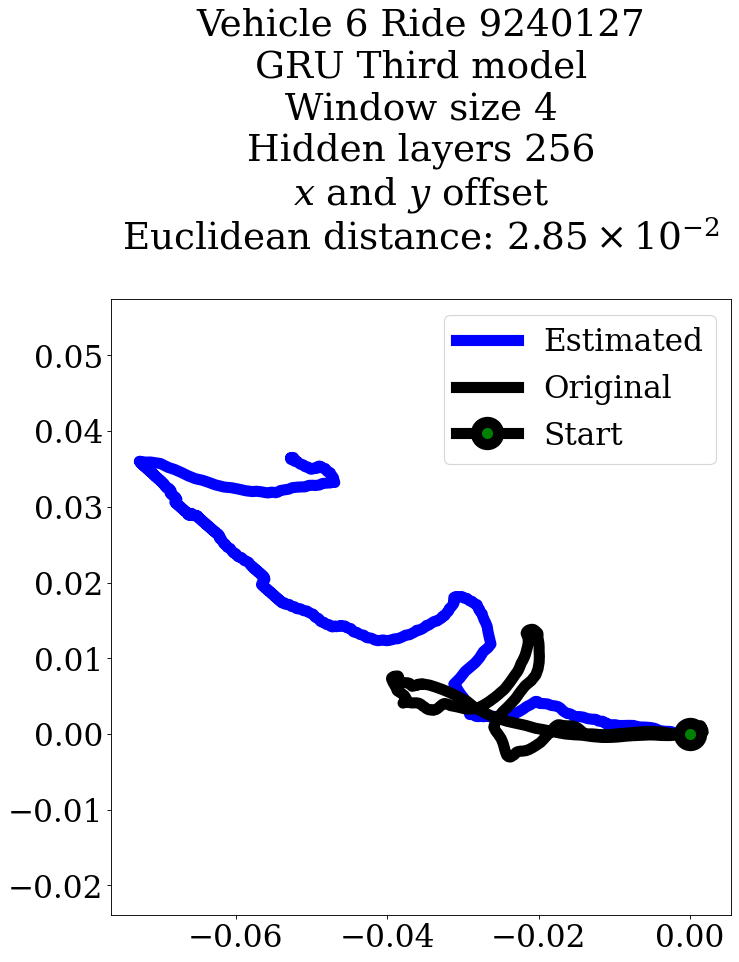 Vehicle 6 Ride 9240127
GRU Third model
Window size 4
Hidden layers 256
x and y offset
Euclidean distance: 2.85 × 10⁻²
Estimated
Original
Start
0.05
0.04
0.03
0.02
0.01
0.00
−0.01
−0.02
−0.06 −0.04 −0.02 0.00